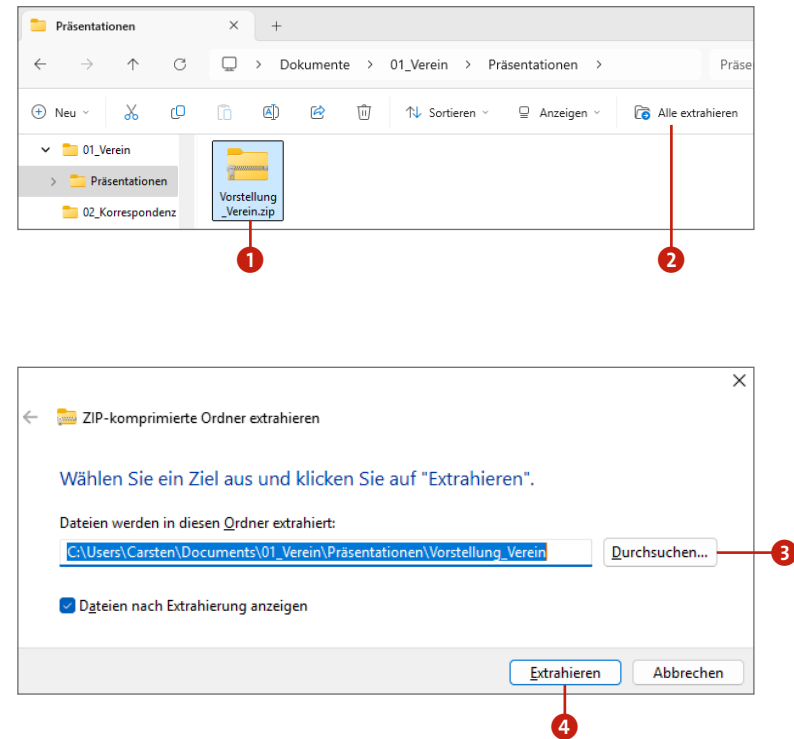 Präsentationen
Dokumente > 01_Verein > Präsentationen > Präse
Neu Sortieren Anzeigen Alle extrahieren
01_Verein
Präsentationen
02_Korrespondenz
Vorstellung
_Verein.zip
1 2
ZIP-komprimierte Ordner extrahieren
Wählen Sie ein Ziel aus und klicken Sie auf "Extrahieren".
Dateien werden in diesen Ordner extrahiert:
C:\Users\Carsten\Documents\01_Verein\Präsentationen\Vorstellung_Verein Durchsuchen... 3
Dateien nach Extrahierung anzeigen
Extrahieren Abbrechen
4